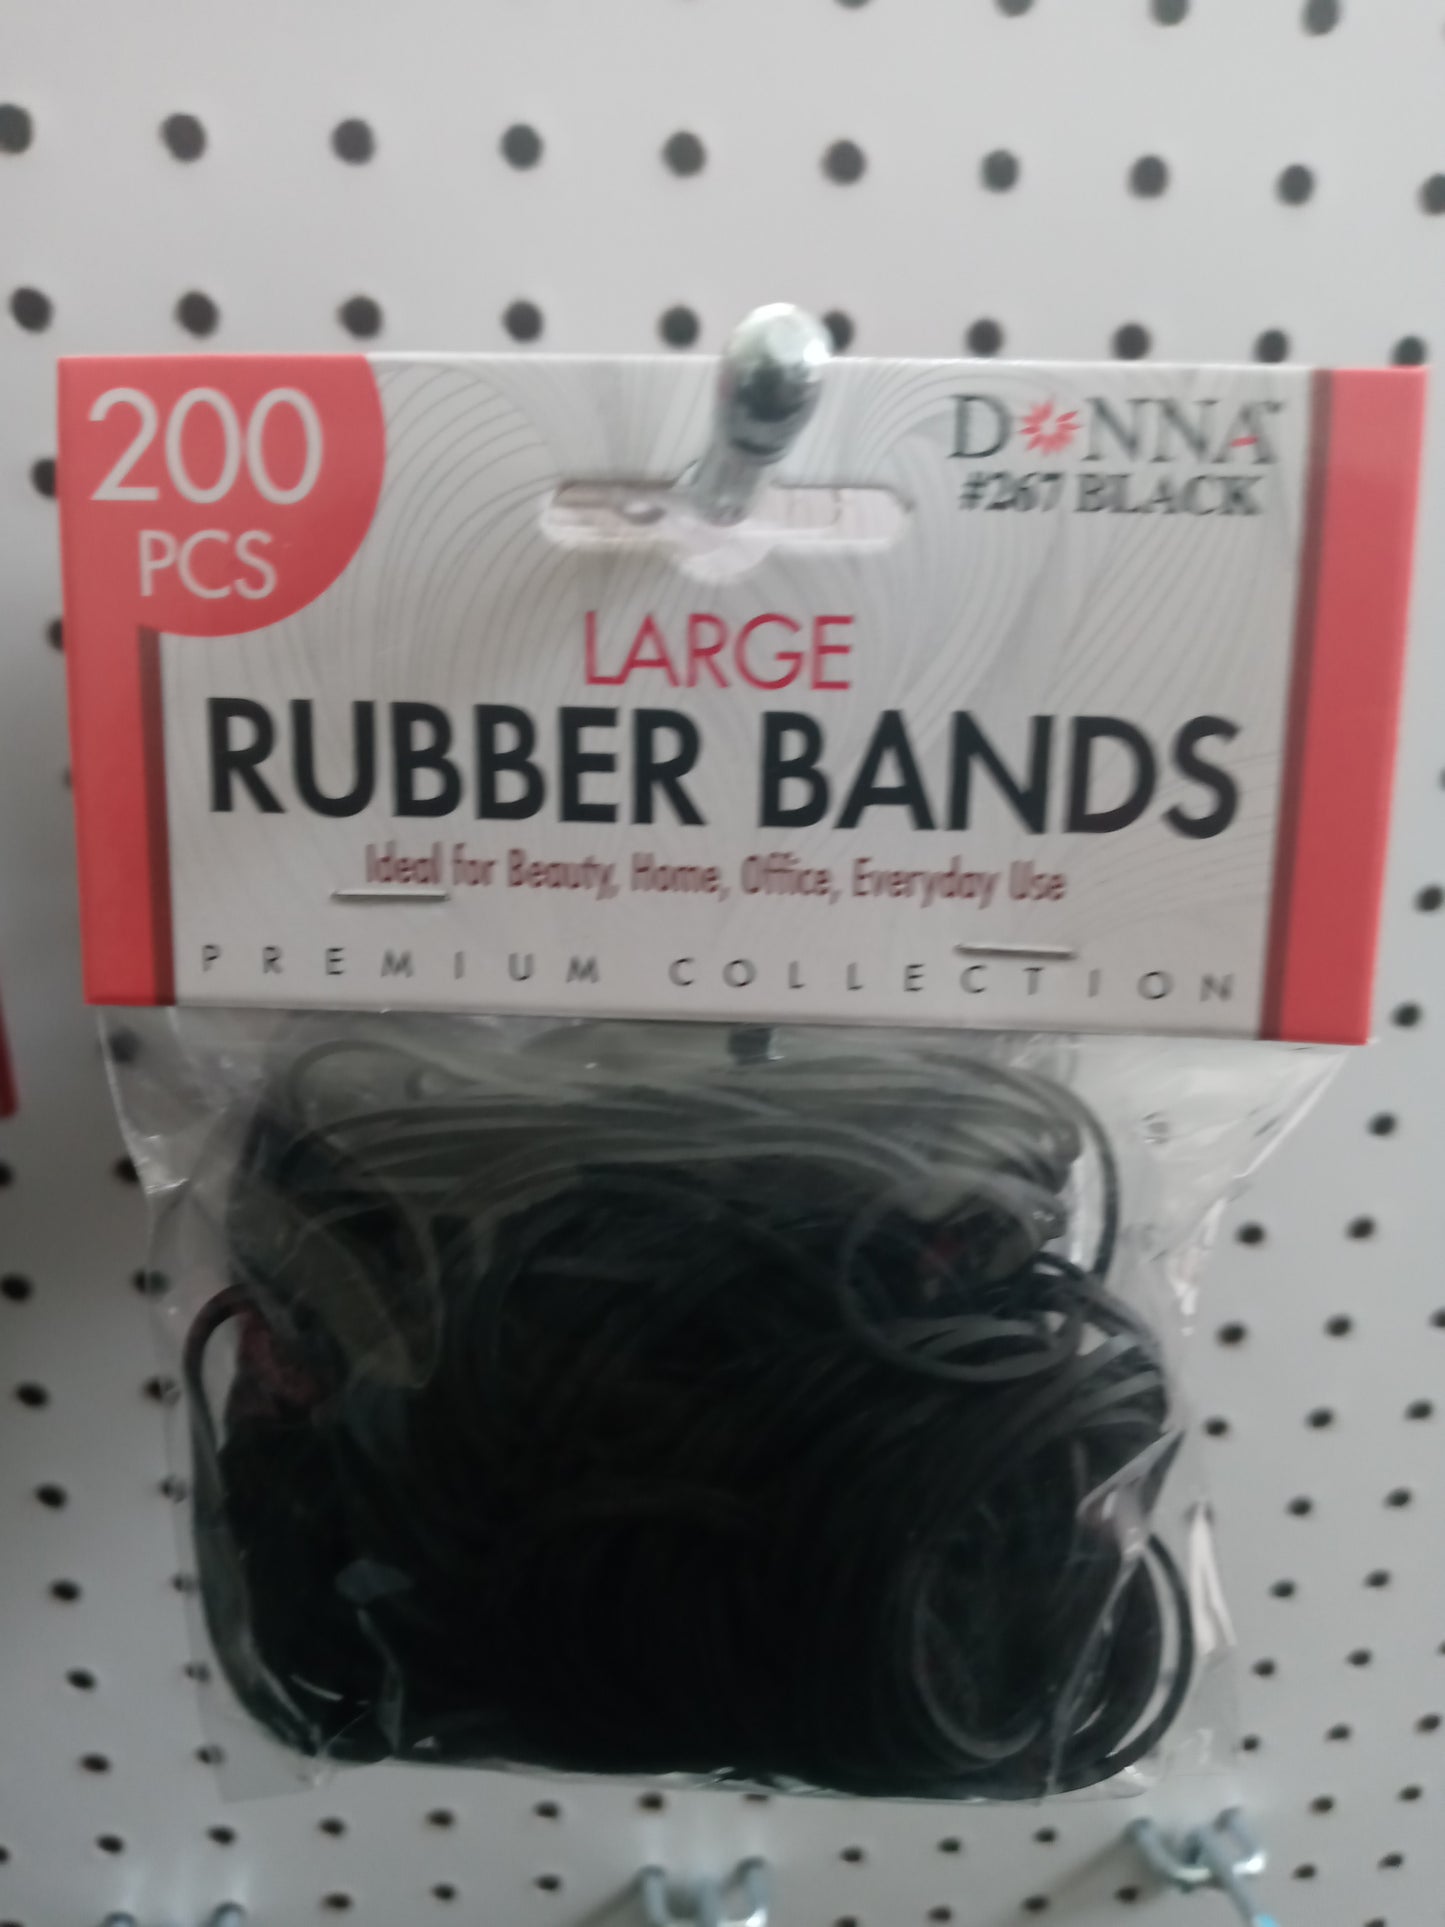 200
PCS
DONNA
#267 BLACK
LARGE
RUBBER BANDS
Ideal for Beauty, Home, Office, Everyday Use
PREMIUM COLLECTION